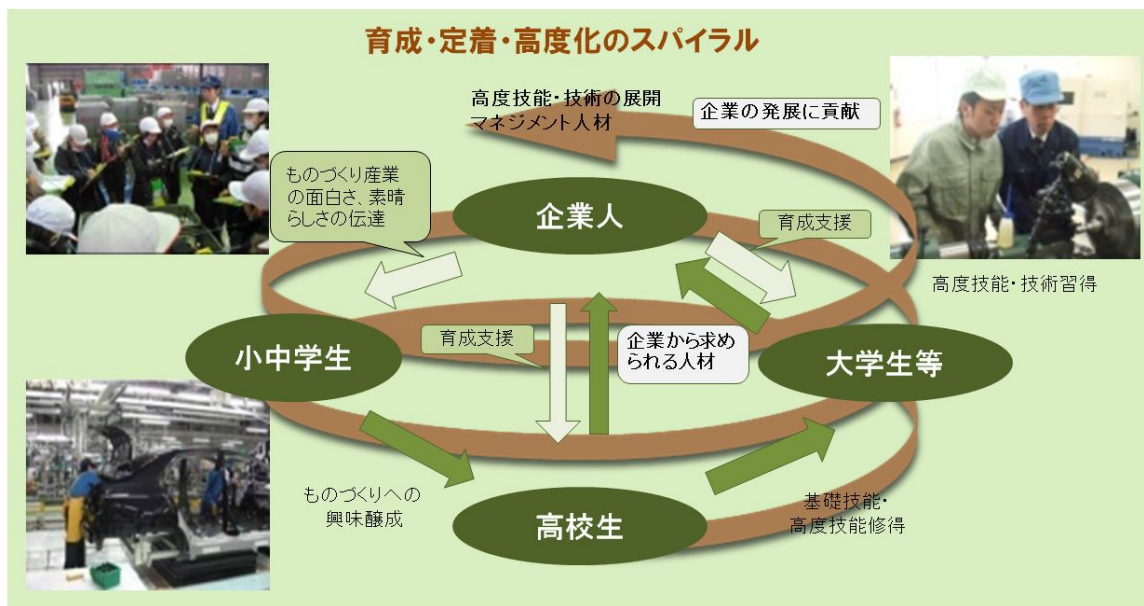 育成・定着・高度化のスパイラル
高度技能・技術の展開
マネジメント人材
企業の発展に貢献
ものづくり産業
の面白さ、素晴
らしさの伝達
企業人
育成支援
高度技能・技術習得
小中学生
育成支援
企業から求め
られる人材
大学生等
ものづくりへの
興味醸成
高校生
基礎技能・
高度技能修得